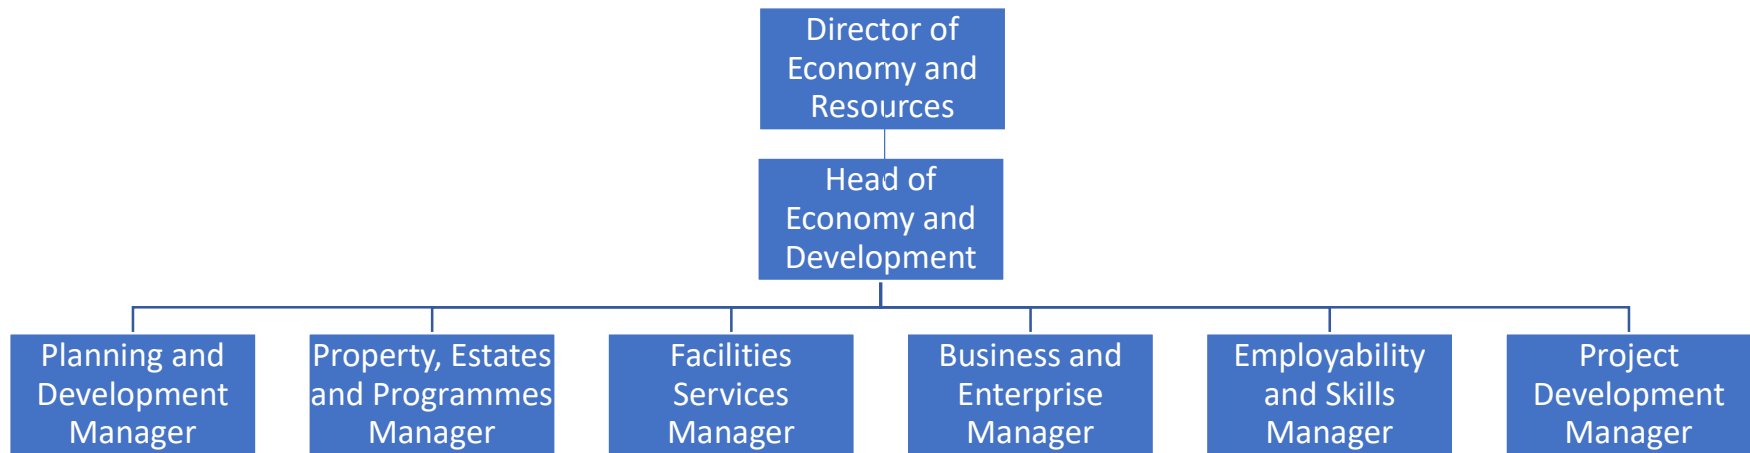 Director of
Economy and
Resources
Head of
Economy and
Development
Planning and
Development
Manager
Property, Estates
and Programmes
Manager
Facilities
Services
Manager
Business and
Enterprise
Manager
Employability
and Skills
Manager
Project
Development
Manager